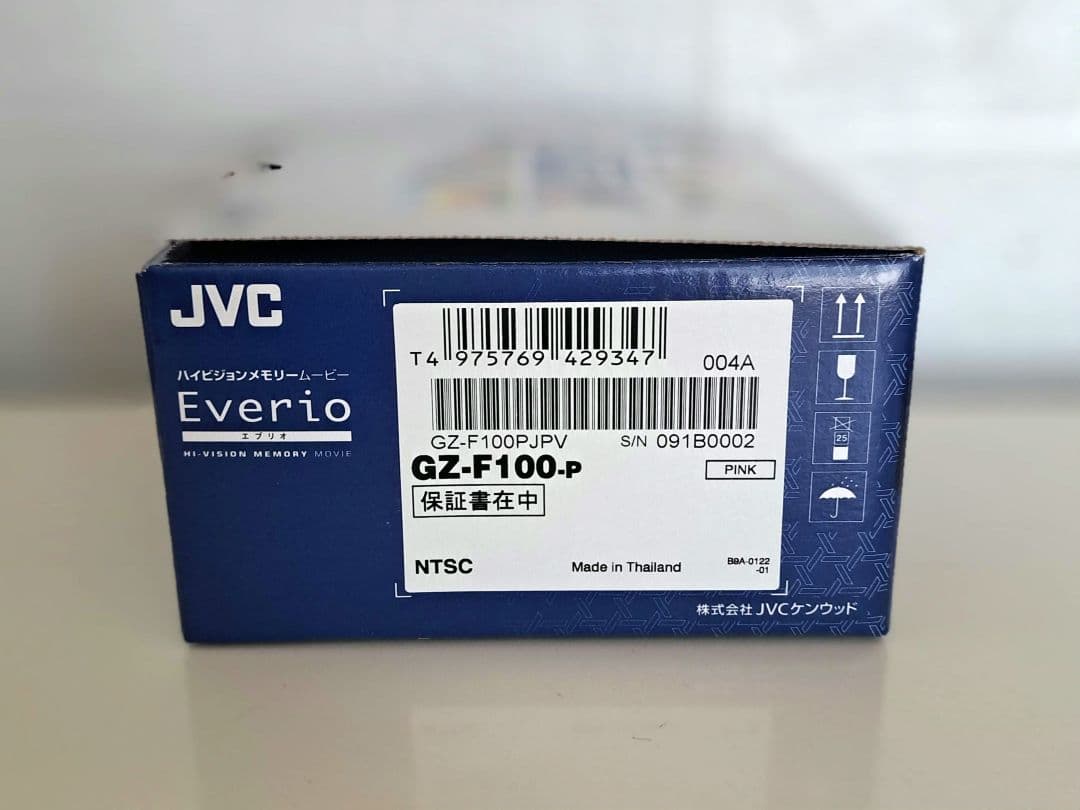 JVC
ハイビジョンメモリームービー
Everio
エブリオ
HI-VISION MEMORY MOVIE
T4 975769 429347
004A
GZ-F100PJPV S/N 091B0002
GZ-F100-P PINK
保証書在中
NTSC Made in Thailand B9A-0122
-01
25
株式会社 JVCケンウッド